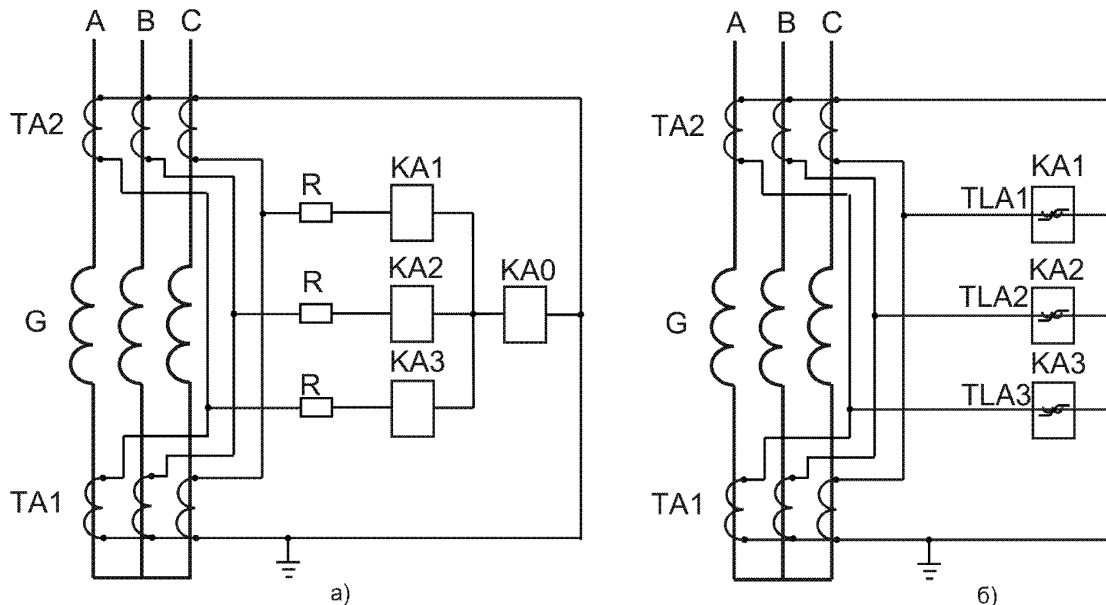 A B C
TA2
KA1
R
KA2
R
KA0
G
KA3
R
TA1
а)
A B C
TA2
KA1
TLA1
KA2
TLA2
G
KA3
TLA3
TA1
б)